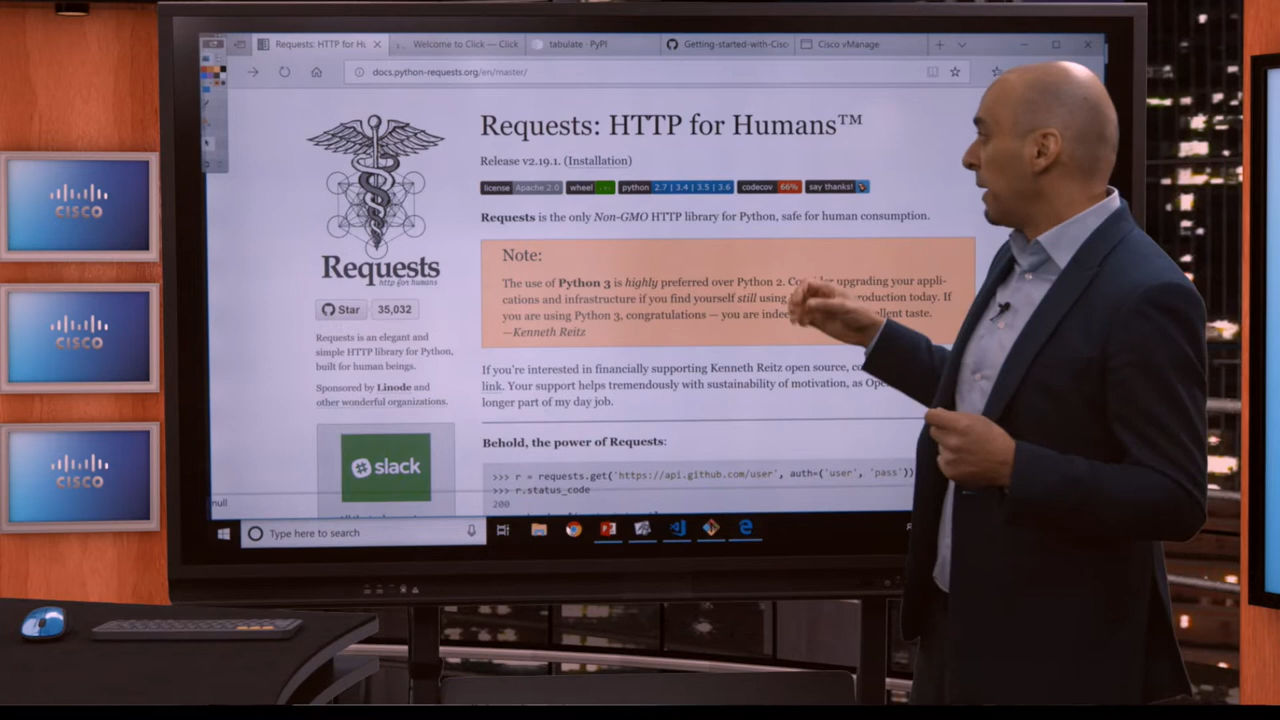 Requests: HTTP for Hu
Welcome to Click — Click
tabulate · PyPI
Getting-started-with-Cisco
Cisco vManage
docs.python-requests.org/en/master/
Requests
http for humans
Star 35,032
Requests is an elegant and
simple HTTP library for Python,
built for human beings.
Sponsored by Linode and
other wonderful organizations.
slack
Requests: HTTP for Humans™
Release v2.19.1. (Installation)
license Apache 2.0 wheel python 2.7 | 3.4 | 3.5 | 3.6 codecov 66% say thanks!
Requests is the only Non-GMO HTTP library for Python, safe for human consumption.
Note:
The use of Python 3 is highly preferred over Python 2. upgrading your appli-
cations and infrastructure if you find yourself still using roduction today. If
you are using Python 3, congratulations — you are indee ellent taste.
—Kenneth Reitz
If you're interested in financially supporting Kenneth Reitz open source, co
link. Your support helps tremendously with sustainability of motivation, as Ope
longer part of my day job.
Behold, the power of Requests:
>>> r = requests.get('https://api.github.com/user', auth=('user', 'pass'))
>>> r.status_code
200
null
Type here to search
CISCO
CISCO
CISCO